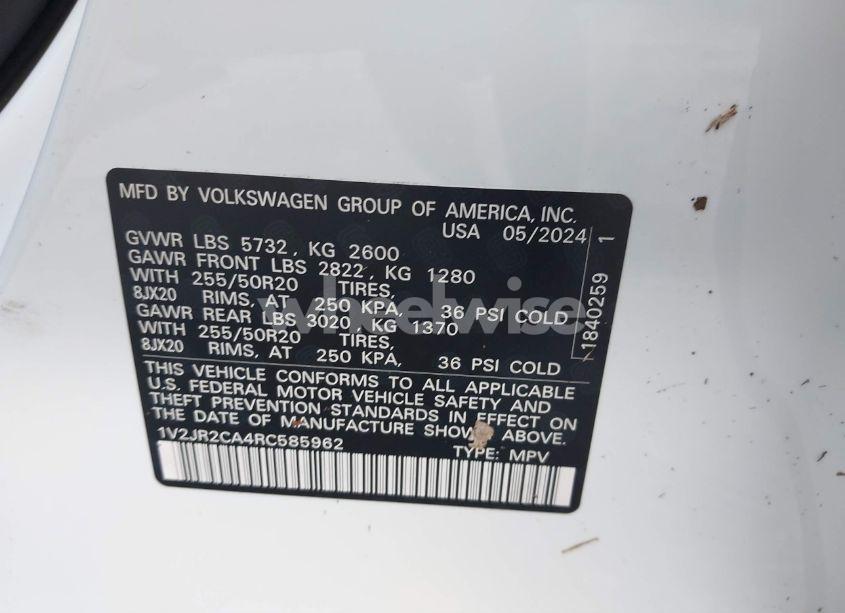 MFD BY VOLKSWAGEN GROUP OF AMERICA, INC.
USA 05/2024
GVWR LBS 5732, KG 2600
GAWR FRONT LBS 2822, KG 1280
WITH 255/50R20 TIRES,
8JX20 RIMS, AT 250 KPA, 36 PSI COLD
GAWR REAR LBS 3020, KG 1370
WITH 255/50R20 TIRES,
8JX20 RIMS, AT 250 KPA, 36 PSI COLD
THIS VEHICLE CONFORMS TO ALL APPLICABLE
U.S. FEDERAL MOTOR VEHICLE SAFETY AND
THEFT PREVENTION STANDARDS IN EFFECT ON
THE DATE OF MANUFACTURE SHOWN ABOVE.
1V2JR2CA4RC585962
TYPE: MPV
1840259 1
wheelwise